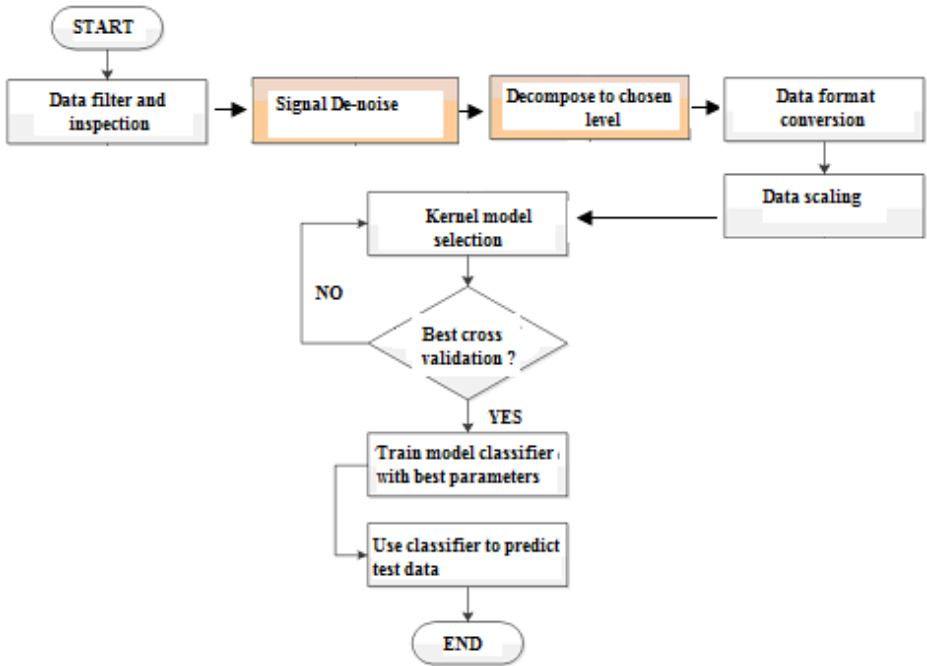 START
Data filter and
inspection
Signal De-noise
Decompose to chosen
level
Data format
conversion
Data scaling
Kernel model
selection
NO
Best cross
validation ?
YES
Train model classifier
with best parameters
Use classifier to predict
test data
END